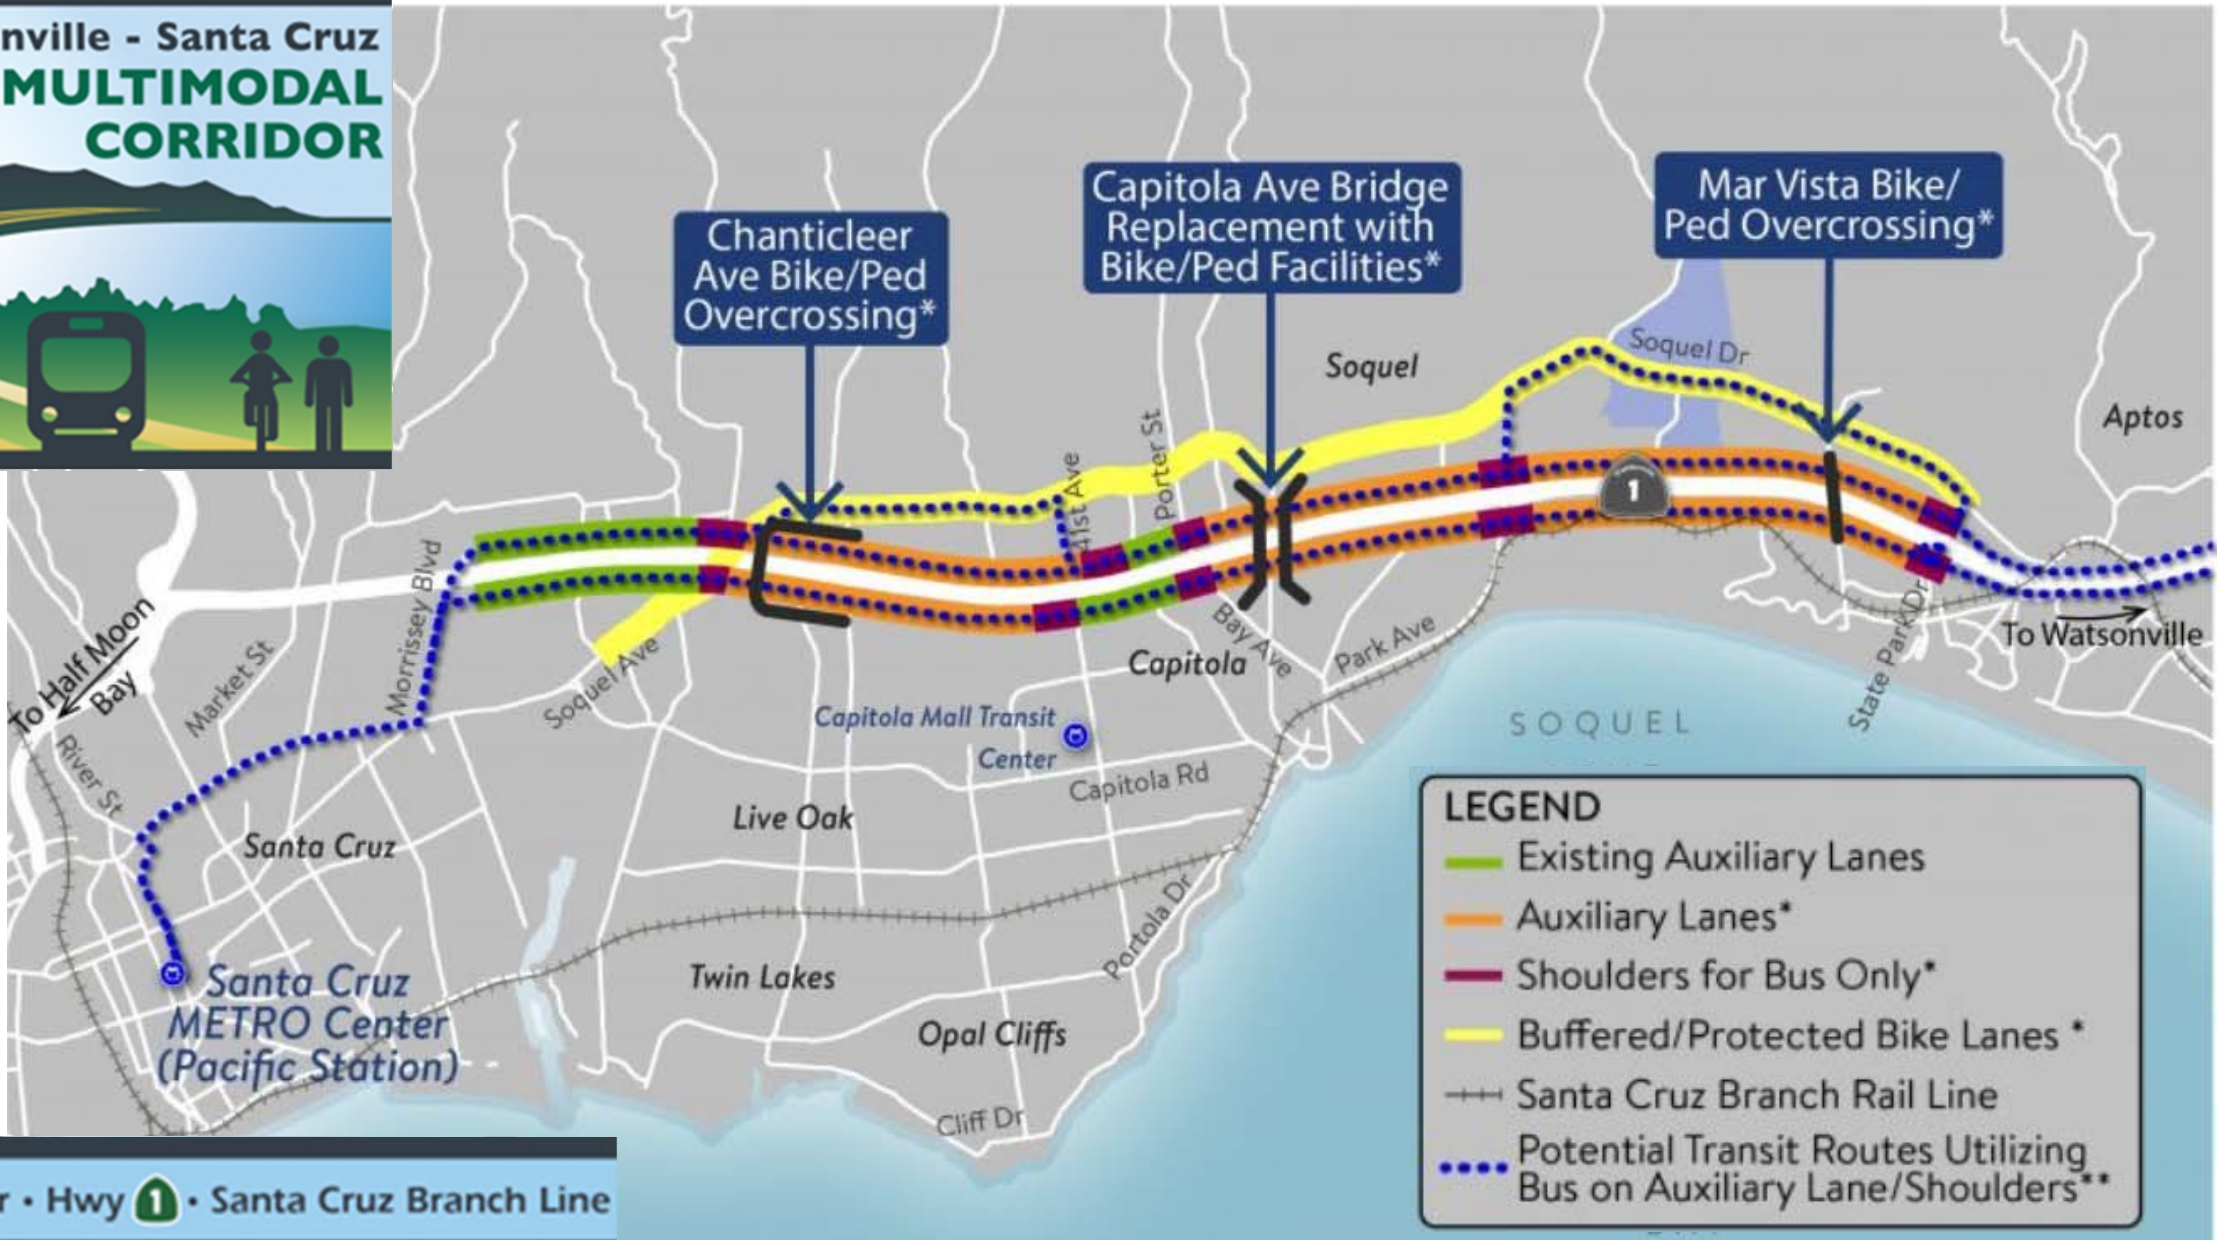 nville - Santa Cruz
MULTIMODAL
CORRIDOR
Chanticleer
Ave Bike/Ped
Overcrossing*
Capitola Ave Bridge
Replacement with
Bike/Ped Facilities*
Mar Vista Bike/
Ped Overcrossing*
Soquel
Soquel Dr
Aptos
41st Ave
Porter St
1
Morrissey Blvd
To Half Moon
Bay
Market St
River St
Soquel Ave
Bay Ave
Park Ave
Capitola
State Park Dr
To Watsonville
Capitola Mall Transit
Center
Capitola Rd
SOQUEL
Live Oak
Santa Cruz
Portola Dr
Twin Lakes
Opal Cliffs
Cliff Dr
Santa Cruz
METRO Center
(Pacific Station)
LEGEND
Existing Auxiliary Lanes
Auxiliary Lanes*
Shoulders for Bus Only*
Buffered/Protected Bike Lanes *
Santa Cruz Branch Rail Line
Potential Transit Routes Utilizing
Bus on Auxiliary Lane/Shoulders**
r • Hwy 1 • Santa Cruz Branch Line